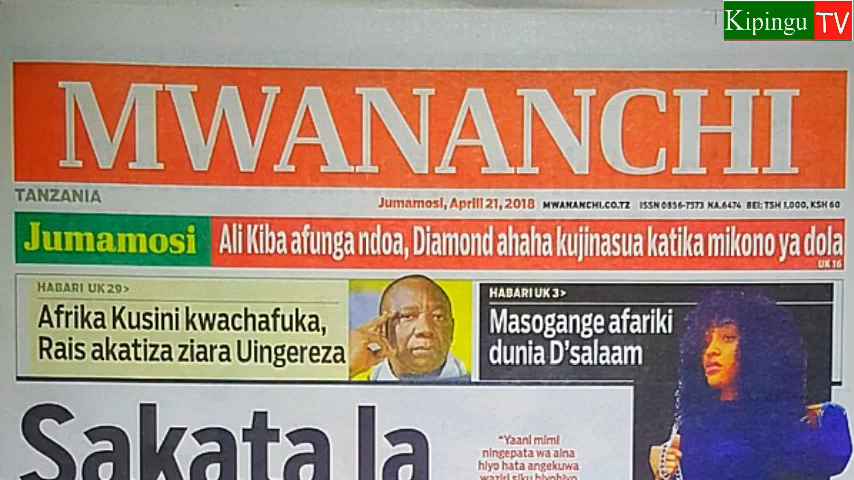 Kipingu TV
MWANANCHI
TANZANIA
Jumamosi, Aprili 21, 2018 MWANANCHI.CO.TZ ISSN 0856-7573 NA.6474 BEI: TSH 1,000, KSH 60
Jumamosi
Ali Kiba afunga ndoa, Diamond ahaha kujinasua katika mikono ya dola
UK 16
HABARI UK 29>
Afrika Kusini kwachafuka,
Rais akatiza ziara Uingereza
HABARI UK 3>
Masogange afariki
dunia D'salaam
Sakata la
"Yaani mimi
ningepata wa aina
hiyo hata angekuwa
waziri siku hiyohiyo